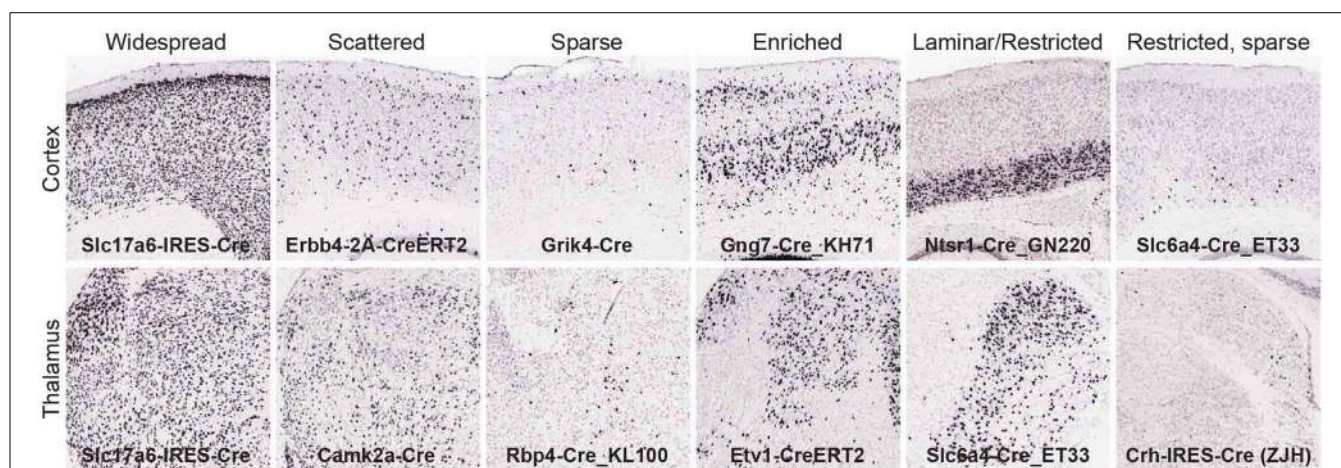 Widespread Scattered Sparse Enriched Laminar/Restricted Restricted, sparse
Cortex
Slc17a6-IRES-Cre Erbb4-2A-CreERT2 Grik4-Cre Gng7-Cre_KH71 Ntsr1-Cre_GN220 Slc6a4-Cre_ET33
Thalamus
Slc17a6-IRES-Cre Camk2a-Cre Rbp4-Cre_KL100 Etv1-CreERT2 Slc6a4-Cre_ET33 Crh-IRES-Cre (ZJH)